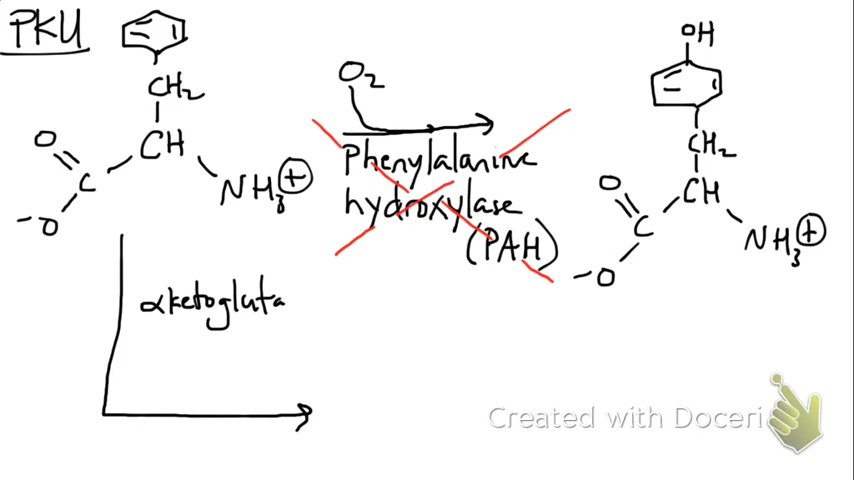 PKU
O2
Phenylalanine
hydroxylase
(PAH)
CH2
CH
O
C
-O
NH3+
αketogluta
OH
CH2
CH
O
C
-O
NH3+
Created with Doceri